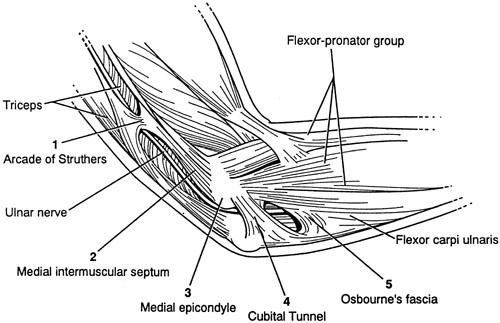 Flexor-pronator group
Triceps
1
Arcade of Struthers
Ulnar nerve
2
Medial intermuscular septum
3
Medial epicondyle
4
Cubital Tunnel
5
Osbourne's fascia
Flexor carpi ulnaris